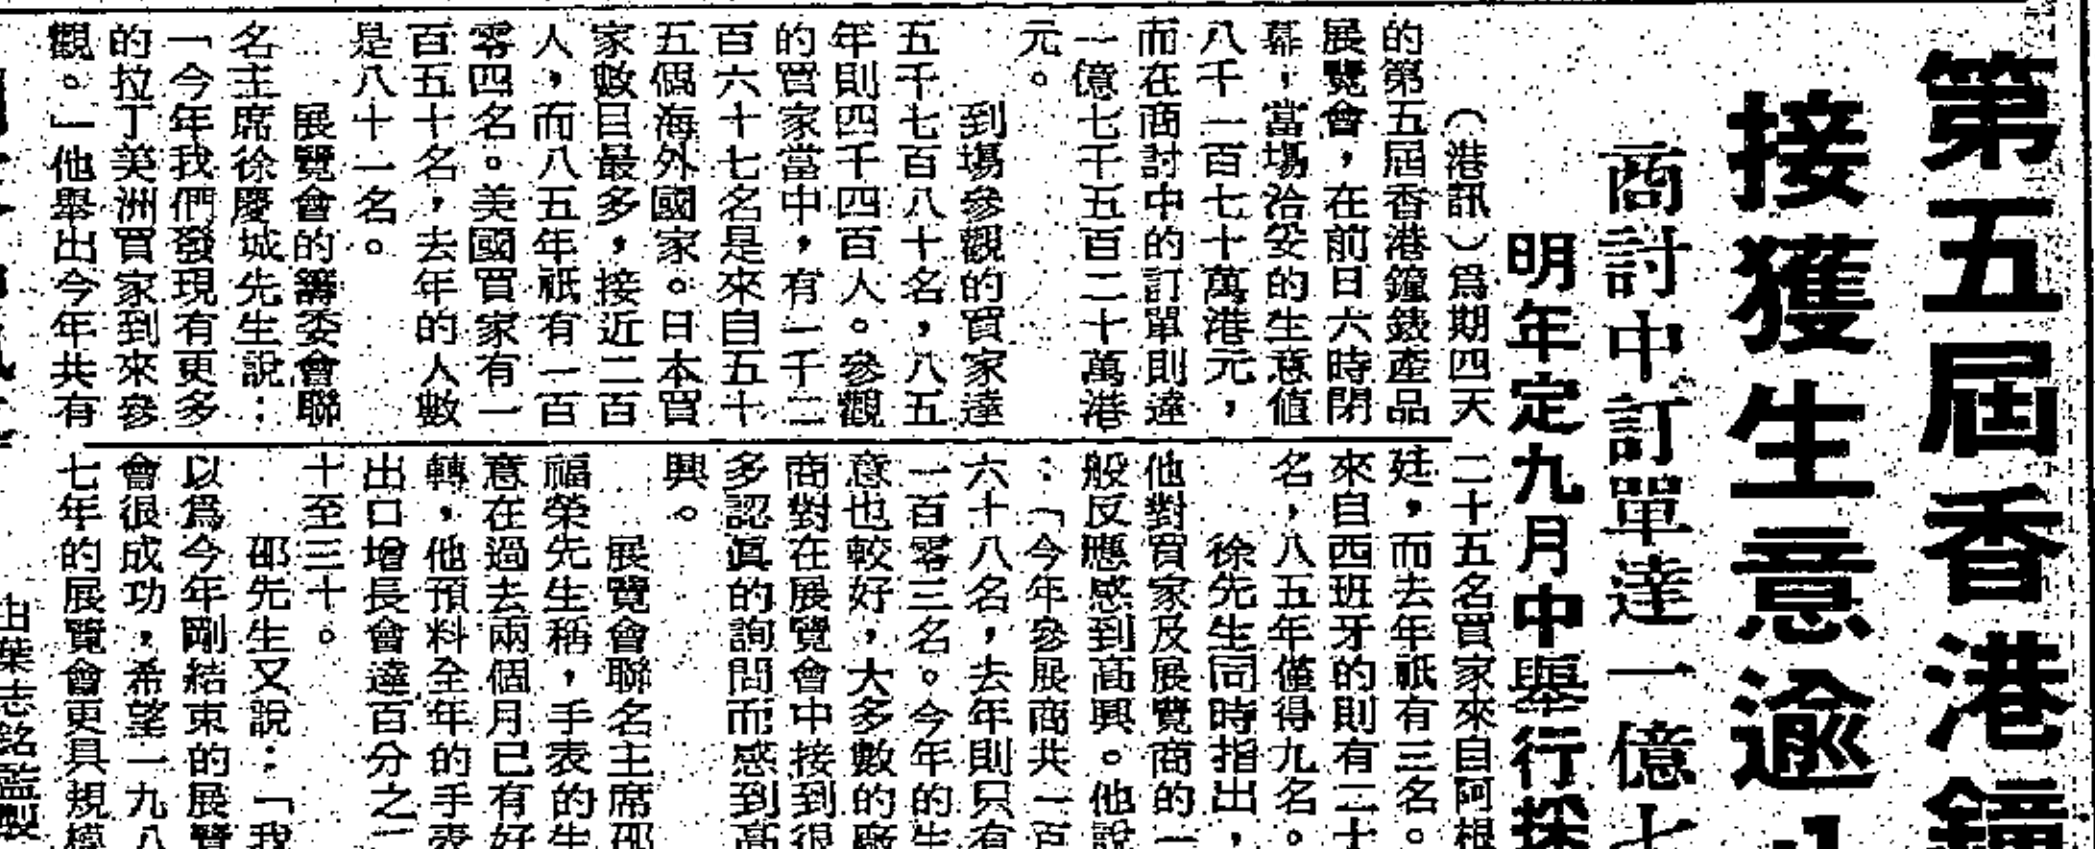 第五屆香港鐘
接獲生意逾
商討中訂單達一億七
明年定九月中舉行
（港訊）爲期四天
的第五屆香港鐘錶產品
展覽會，在前日六時閉
幕，當場洽妥的生意值
八千一百七十萬港元，
而在商討中的訂單則達
一億七千五百二十萬港
元。
到場參觀的買家達
五千七百八十名，八五
年則四千四百人。參觀
的買家當中，有一千二
百六十七名是來自五十
五個海外國家。日本買
家數目最多，接近二百
人，而八五年祇有一百
零四名。美國買家有一
百五十名，去年的人數
是八十一名。
展覽會的籌委會聯
名主席徐慶城先生說：
「今年我們發現有更多
的拉丁美洲買家到來參
觀。」他舉出今年共有
二十五名買家來自阿根
廷，而去年祇有三名。
來自西班牙的則有二十
名，八五年僅得九名。
徐先生同時指出，
他對買家及展覽商的一
般反應感到高興。他說
：「今年參展商共一百
六十八名，去年則只有
一百零三名。今年的生
意也較好，大多數的廠
商對在展覽會中接到很
多認眞的詢問而感到高
興。
展覽會聯名主席邵
福榮先生稱，手表的生
意在過去兩個月已有好
轉，他預料全年的手表
出口增長會達百分之二
十至三十。
邵先生又說：「我
以爲今年剛結束的展覽
會很成功，希望一九八
七年的展覽會更具規模
由葉志銘監製